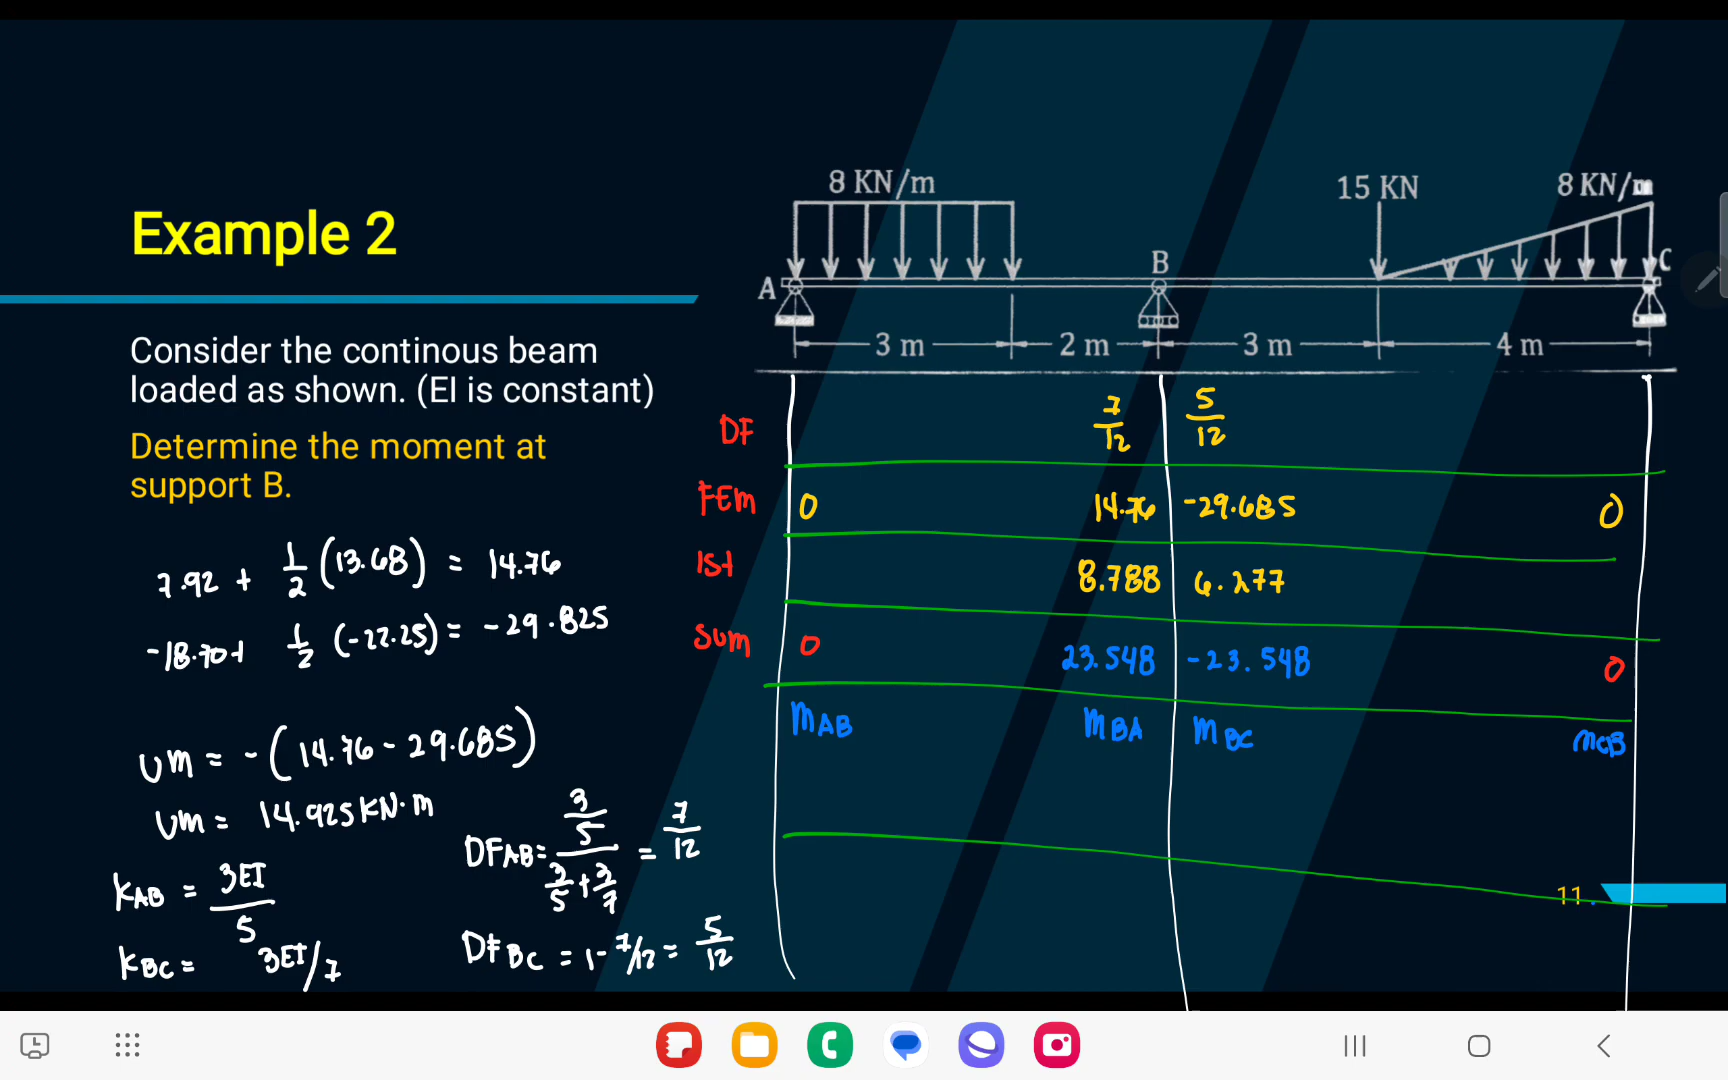 8 KN/m
15 KN
8 KN/m
Example 2
A
B
C
3 m
2 m
3 m
4 m
Consider the continous beam
loaded as shown. (EI is constant)
Determine the moment at
support B.
DF
7/12
5/12
FEM
0
14.76
-29.685
0
1st
8.788
6.277
Sum
0
23.548
-23.548
0
MAB
MBA
MBC
MCB
7.92 + 1/2 (13.68) = 14.76
-18.70+ 1/2 (-22.25) = -29.825
UM = -(14.76 - 29.685)
UM = 14.925 KN·m
KAB = 3EI/5
KBC = 3EI/7
DFAB = (3/5)/(3/5 + 3/7) = 7/12
DFBC = 1 - 7/12 = 5/12
11